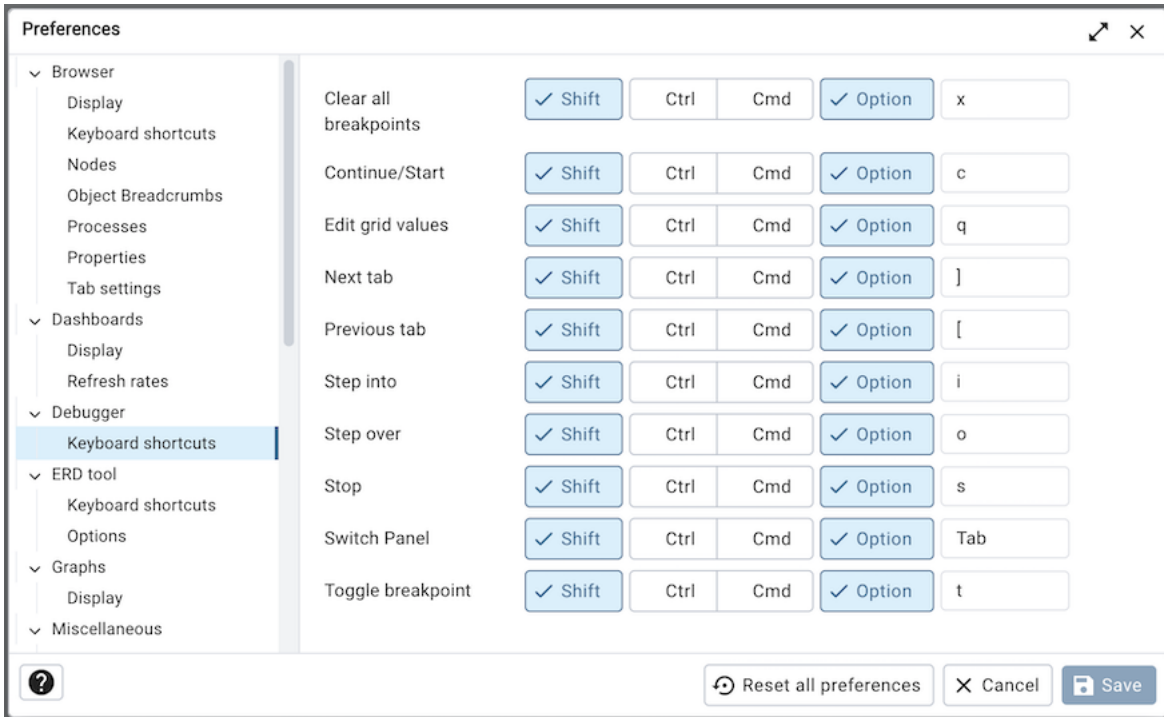 Preferences
Browser
Display
Keyboard shortcuts
Nodes
Object Breadcrumbs
Processes
Properties
Tab settings
Dashboards
Display
Refresh rates
Debugger
Keyboard shortcuts
ERD tool
Keyboard shortcuts
Options
Graphs
Display
Miscellaneous
Clear all
breakpoints
Shift Ctrl Cmd Option x
Continue/Start Shift Ctrl Cmd Option c
Edit grid values Shift Ctrl Cmd Option q
Next tab Shift Ctrl Cmd Option ]
Previous tab Shift Ctrl Cmd Option [
Step into Shift Ctrl Cmd Option i
Step over Shift Ctrl Cmd Option o
Stop Shift Ctrl Cmd Option s
Switch Panel Shift Ctrl Cmd Option Tab
Toggle breakpoint Shift Ctrl Cmd Option t
? Reset all preferences Cancel Save